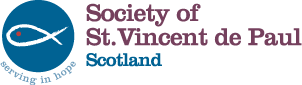 Society of
St. Vincent de Paul
Scotland
serving in hope